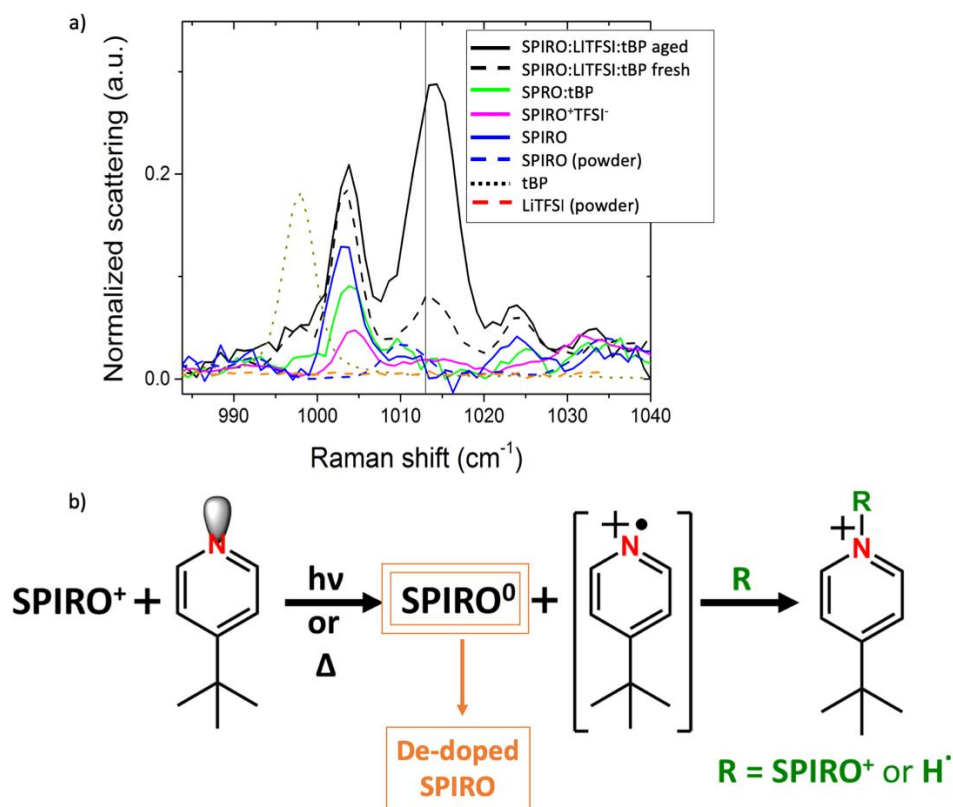 a)
Normalized scattering (a.u.)
0.2
0.0
990 1000 1010 1020 1030 1040
Raman shift (cm-1)
SPIRO:LITFSI:tBP aged
SPIRO:LITFSI:tBP fresh
SPRO:tBP
SPIRO+TFSI-
SPIRO
SPIRO (powder)
tBP
LiTFSI (powder)
b)
SPIRO+ + N hν or Δ SPIRO0 + N +• R R + N
De-doped
SPIRO
R = SPIRO+ or H•